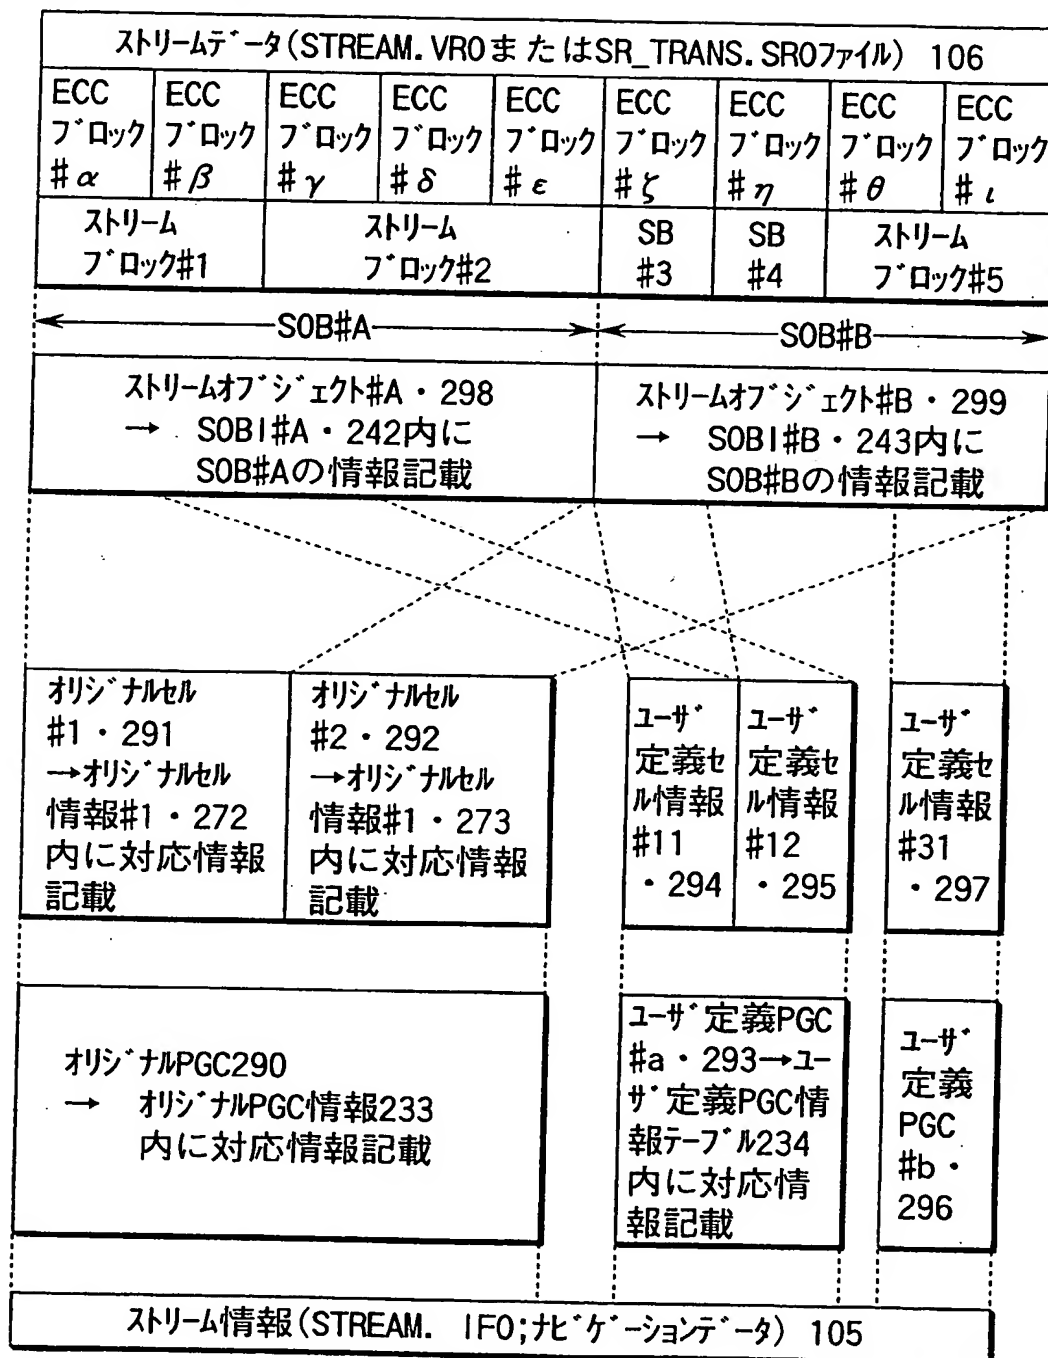 ストリームデータ(STREAM.VROまたはSR_TRANS.SROファイル) 106
ECC
ブロック
#α
ECC
ブロック
#β
ECC
ブロック
#γ
ECC
ブロック
#δ
ECC
ブロック
#ε
ECC
ブロック
#ζ
ECC
ブロック
#η
ECC
ブロック
#θ
ECC
ブロック
#ι
ストリーム
ブロック#1
ストリーム
ブロック#2
SB
#3
SB
#4
ストリーム
ブロック#5
SOB#A
SOB#B
ストリームオブジェクト#A・298
→ SOBI#A・242内に
SOB#Aの情報記載
ストリームオブジェクト#B・299
→ SOBI#B・243内に
SOB#Bの情報記載
オリジナルセル
#1・291
→オリジナルセル
情報#1・272
内に対応情報
記載
オリジナルセル
#2・292
→オリジナルセル
情報#1・273
内に対応情報
記載
ユーザ
定義セ
ル情報
#11
・294
ユーザ
定義セ
ル情報
#12
・295
ユーザ
定義セ
ル情報
#31
・297
オリジナルPGC290
→ オリジナルPGC情報233
内に対応情報記載
ユーザ定義PGC
#a・293→ユー
ザ定義PGC情
報テーブル234
内に対応情
報記載
ユーザ
定義
PGC
#b・
296
ストリーム情報(STREAM. IFO;ナビゲーションデータ) 105